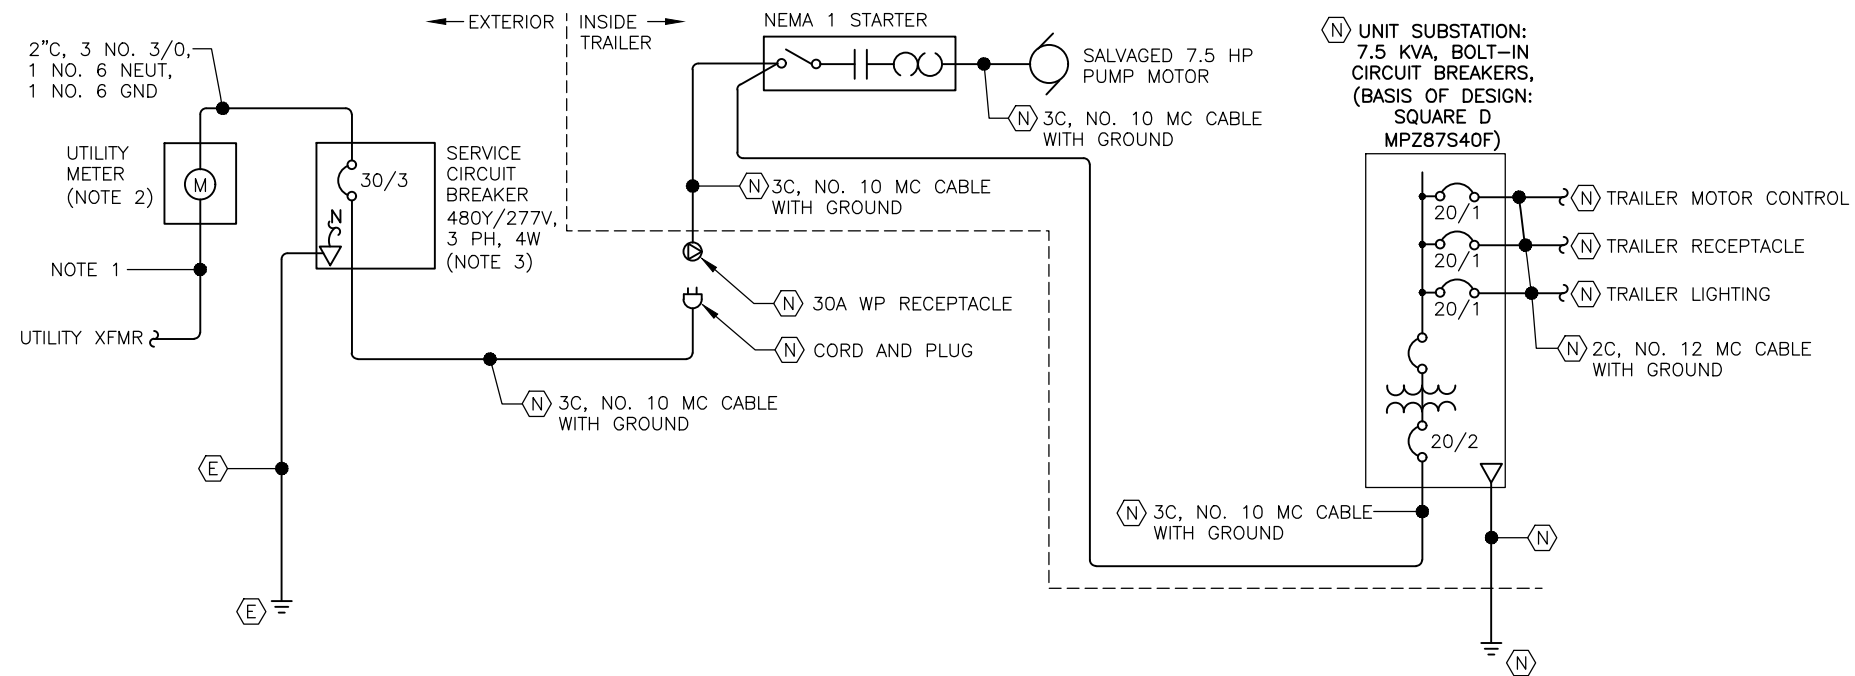 EXTERIOR
INSIDE
TRAILER
NEMA 1 STARTER
SALVAGED 7.5 HP
PUMP MOTOR
N 3C, NO. 10 MC CABLE
WITH GROUND
2"C, 3 NO. 3/0,
1 NO. 6 NEUT,
1 NO. 6 GND
UTILITY
METER
(NOTE 2)
M
30/3
N
SERVICE
CIRCUIT
BREAKER
480Y/277V,
3 PH, 4W
(NOTE 3)
NOTE 1
UTILITY XFMR
N 3C, NO. 10 MC CABLE
WITH GROUND
N 30A WP RECEPTACLE
N CORD AND PLUG
N 3C, NO. 10 MC CABLE
WITH GROUND
E
E
N UNIT SUBSTATION:
7.5 KVA, BOLT-IN
CIRCUIT BREAKERS,
(BASIS OF DESIGN:
SQUARE D
MPZ87S40F)
20/1
N TRAILER MOTOR CONTROL
20/1
N TRAILER RECEPTACLE
20/1
N TRAILER LIGHTING
N 2C, NO. 12 MC CABLE
WITH GROUND
20/2
N 3C, NO. 10 MC CABLE
WITH GROUND
N
N